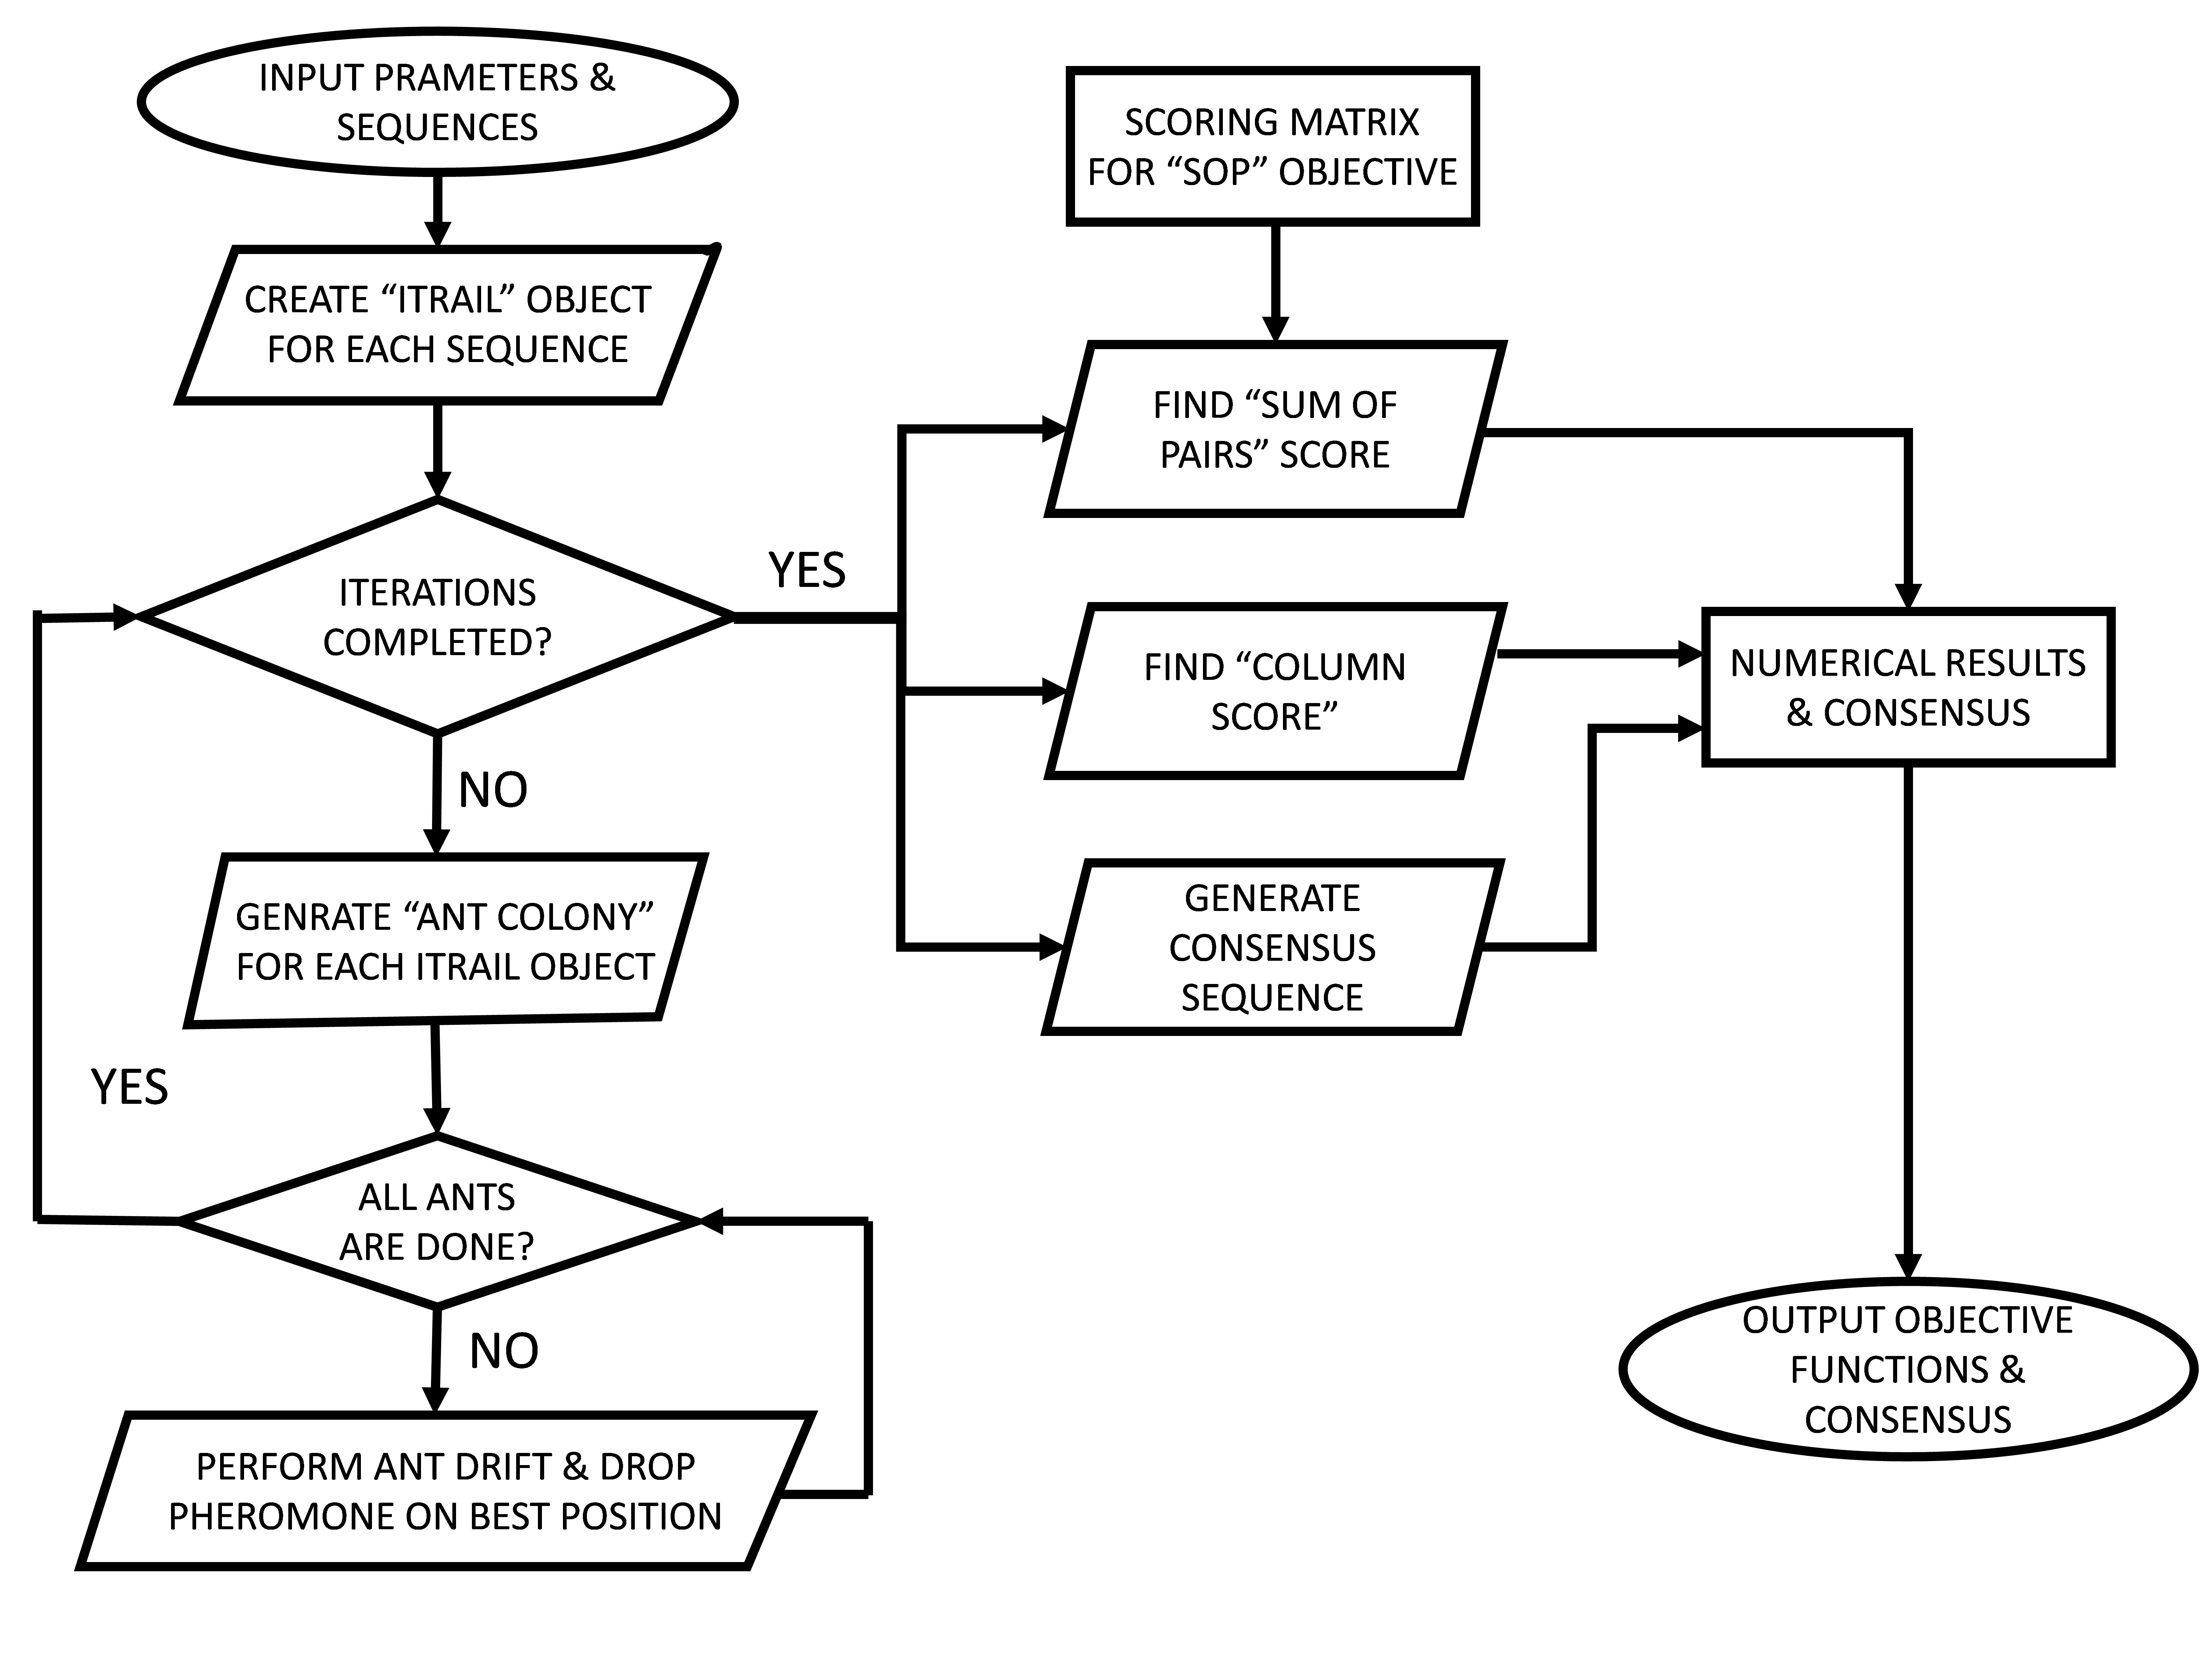 INPUT PRAMETERS &
SEQUENCES
CREATE “ITRAIL” OBJECT
FOR EACH SEQUENCE
ITERATIONS
COMPLETED?
YES
NO
GENRATE “ANT COLONY”
FOR EACH ITRAIL OBJECT
YES
ALL ANTS
ARE DONE?
NO
PERFORM ANT DRIFT & DROP
PHEROMONE ON BEST POSITION
SCORING MATRIX
FOR “SOP” OBJECTIVE
FIND “SUM OF
PAIRS” SCORE
FIND “COLUMN
SCORE”
GENERATE
CONSENSUS
SEQUENCE
NUMERICAL RESULTS
& CONSENSUS
OUTPUT OBJECTIVE
FUNCTIONS &
CONSENSUS